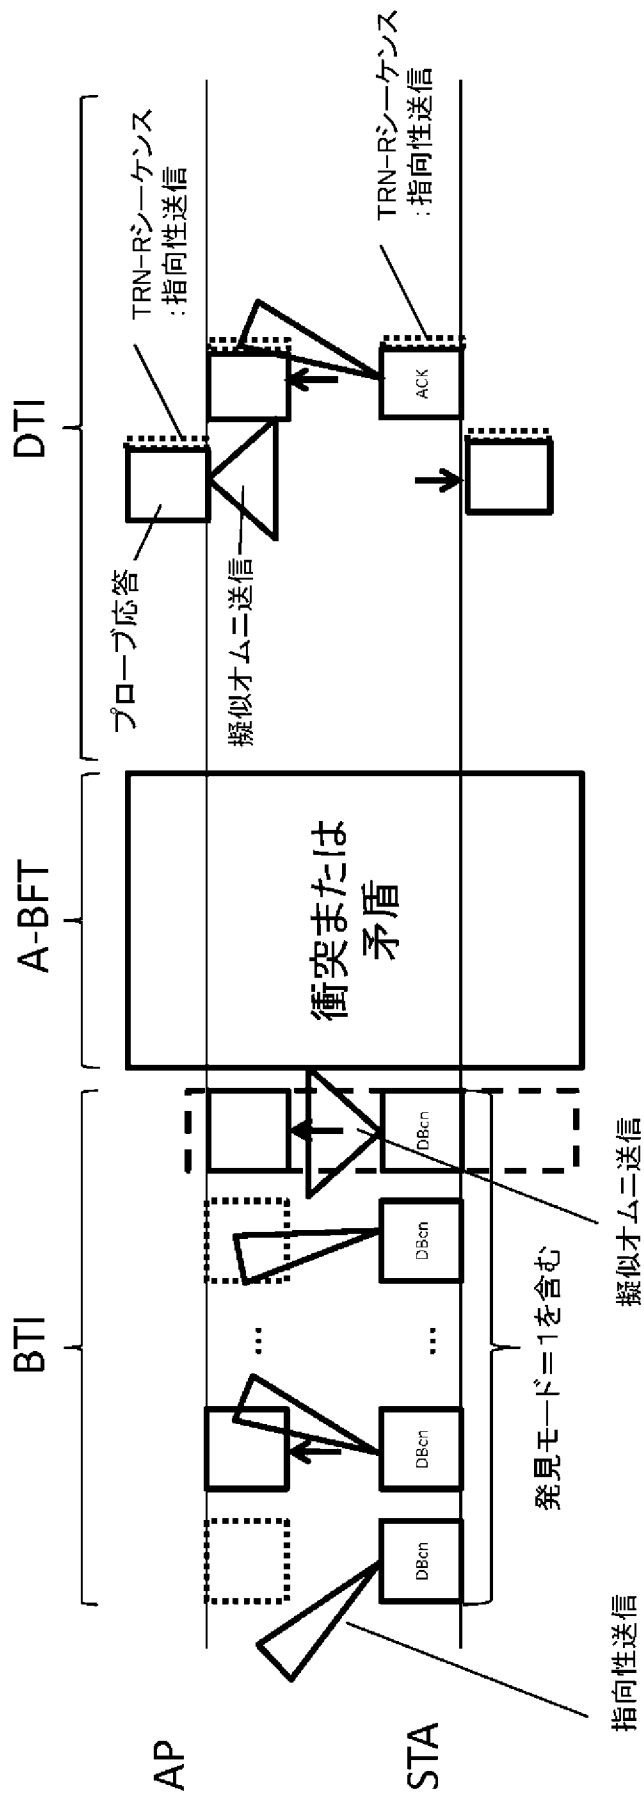 BTI
A-BFT
DTI
プローブ応答
TRN-Rシーケンス
:指向性送信
擬似オムニ送信
TRN-Rシーケンス
:指向性送信
AP
...
衝突または
矛盾
STA
DBcn
DBcn
...
DBcn
DBcn
ACK
発見モード=1を含む
指向性送信
擬似オムニ送信